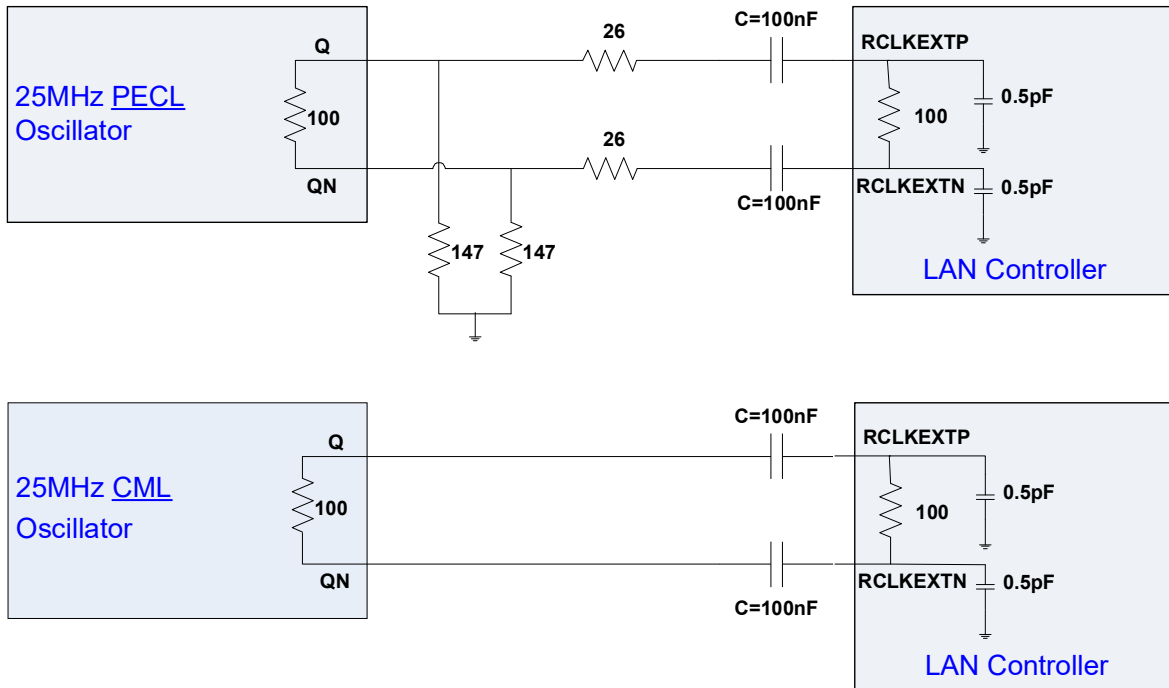 C=100nF
Q
26
RCLKEXTP
25MHz PECL
Oscillator
100
0.5pF
100
26
QN
RCLKEXTN
0.5pF
C=100nF
147
147
LAN Controller
C=100nF
Q
RCLKEXTP
25MHz CML
Oscillator
100
0.5pF
100
QN
RCLKEXTN
0.5pF
C=100nF
LAN Controller